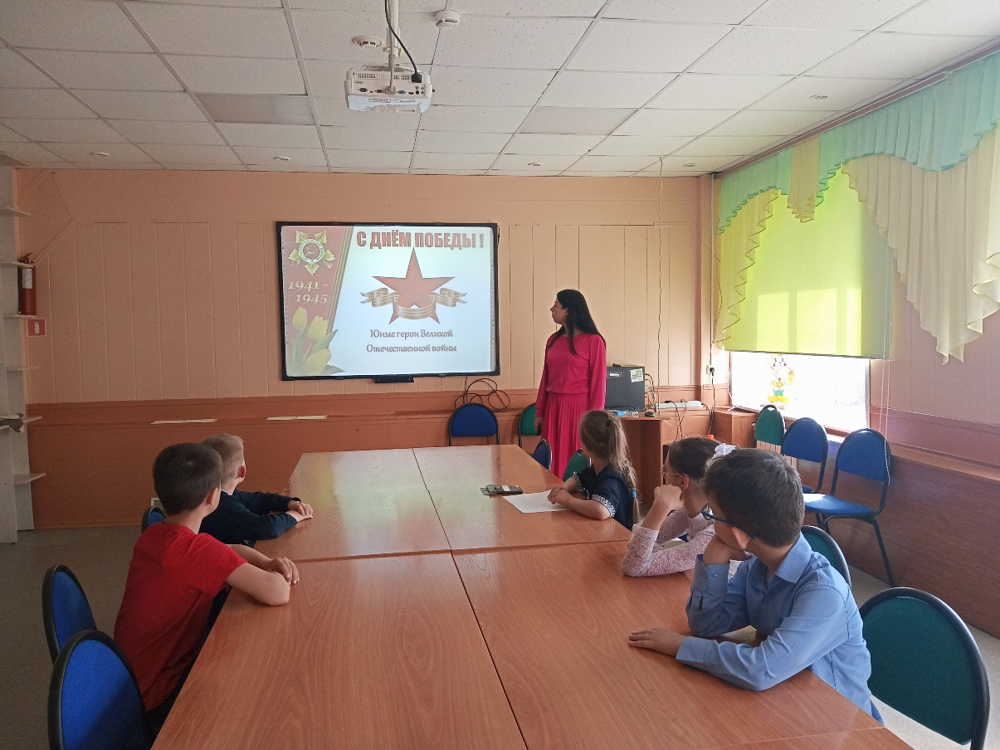 С ДНЁМ ПОБЕДЫ !
1941 -
1945
Юные герои Великой
Отечественной войны